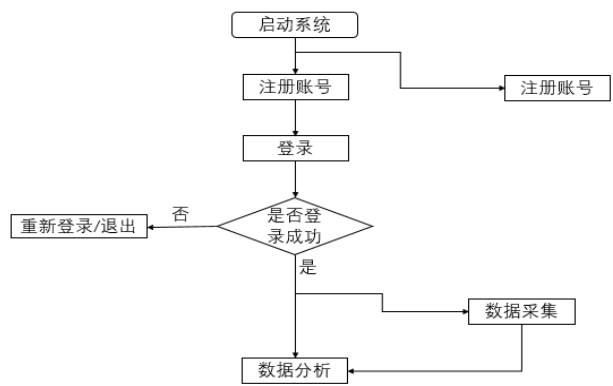 启动系统
注册账号
注册账号
登录
是否登
录成功
否
重新登录/退出
是
数据采集
数据分析